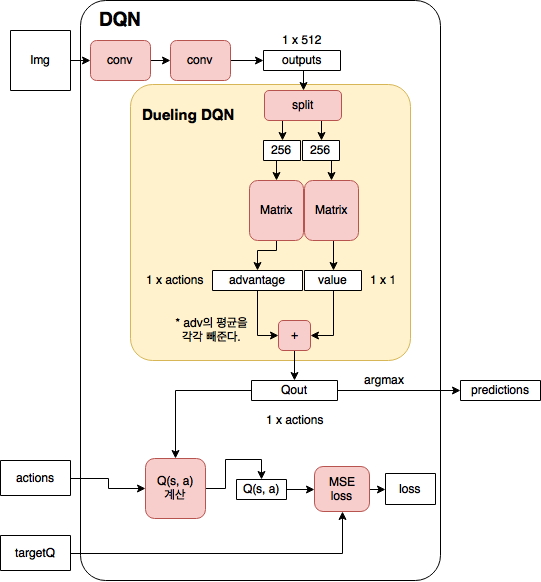 DQN
Img
conv
conv
1 x 512
outputs
split
Dueling DQN
256
256
Matrix
Matrix
1 x actions
advantage
value
1 x 1
* adv의 평균을
각각 빼준다.
+
Qout
argmax
predictions
1 x actions
actions
Q(s, a)
계산
Q(s, a)
MSE
loss
loss
targetQ